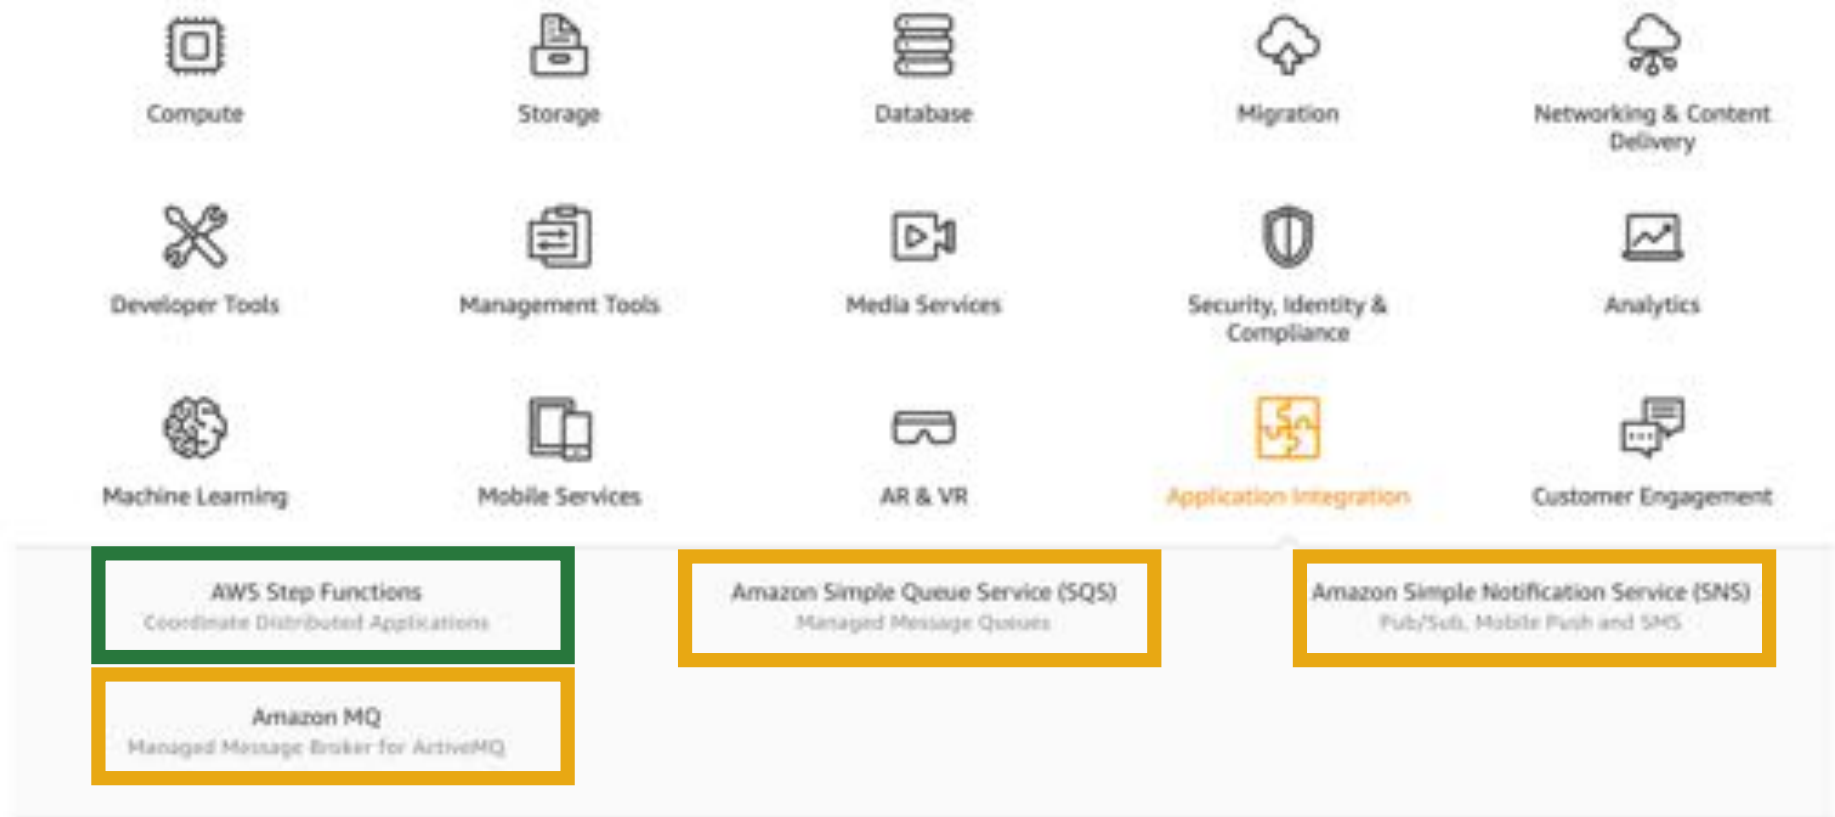 Compute
Storage
Database
Migration
Networking & Content
Delivery
Developer Tools
Management Tools
Media Services
Security, Identity &
Compliance
Analytics
Machine Learning
Mobile Services
AR & VR
Application Integration
Customer Engagement
AWS Step Functions
Coordinate Distributed Applications
Amazon Simple Queue Service (SQS)
Managed Message Queues
Amazon Simple Notification Service (SNS)
Pub/Sub, Mobile Push and SMS
Amazon MQ
Managed Message Broker for ActiveMQ